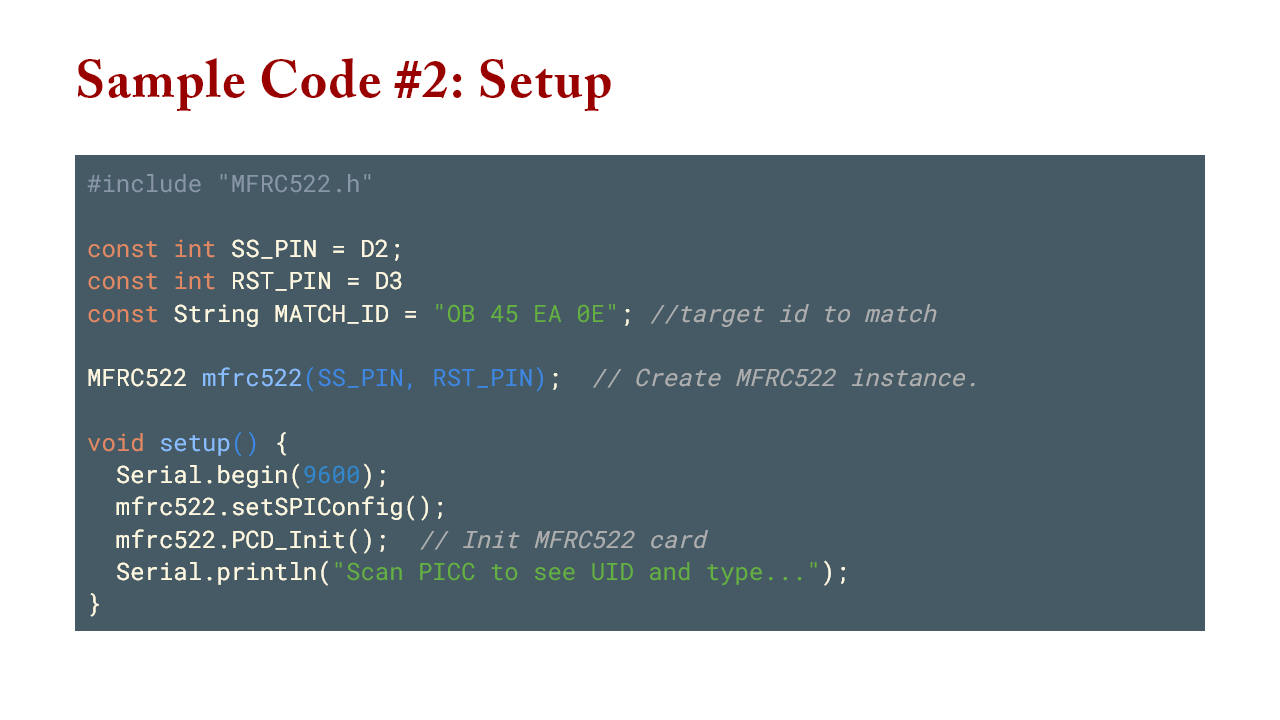 Sample Code #2: Setup
#include "MFRC522.h"
const int SS_PIN = D2;
const int RST_PIN = D3
const String MATCH_ID = "OB 45 EA 0E"; //target id to match
MFRC522 mfrc522(SS_PIN, RST_PIN);  // Create MFRC522 instance.
void setup() {
  Serial.begin(9600);
  mfrc522.setSPIConfig();
  mfrc522.PCD_Init();  // Init MFRC522 card
  Serial.println("Scan PICC to see UID and type...");
}